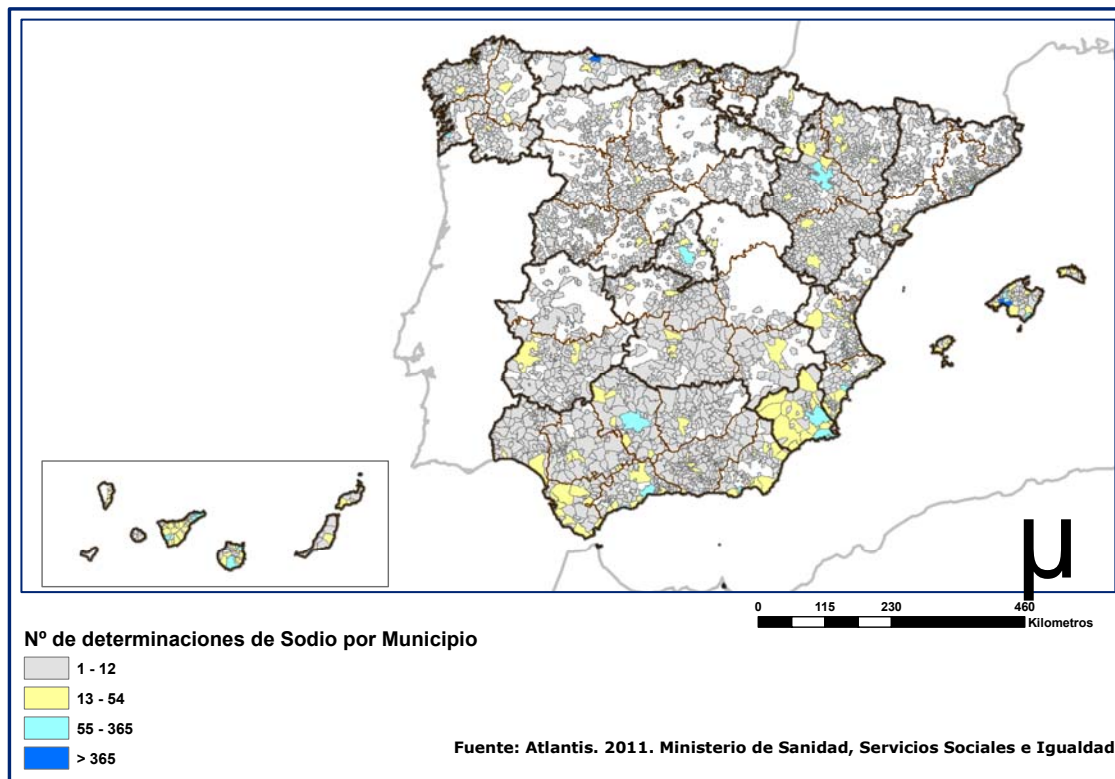 µ
0 115 230 460
Kilometros
Nº de determinaciones de Sodio por Municipio
1 - 12
13 - 54
55 - 365
> 365
Fuente: Atlantis. 2011. Ministerio de Sanidad, Servicios Sociales e Igualdad